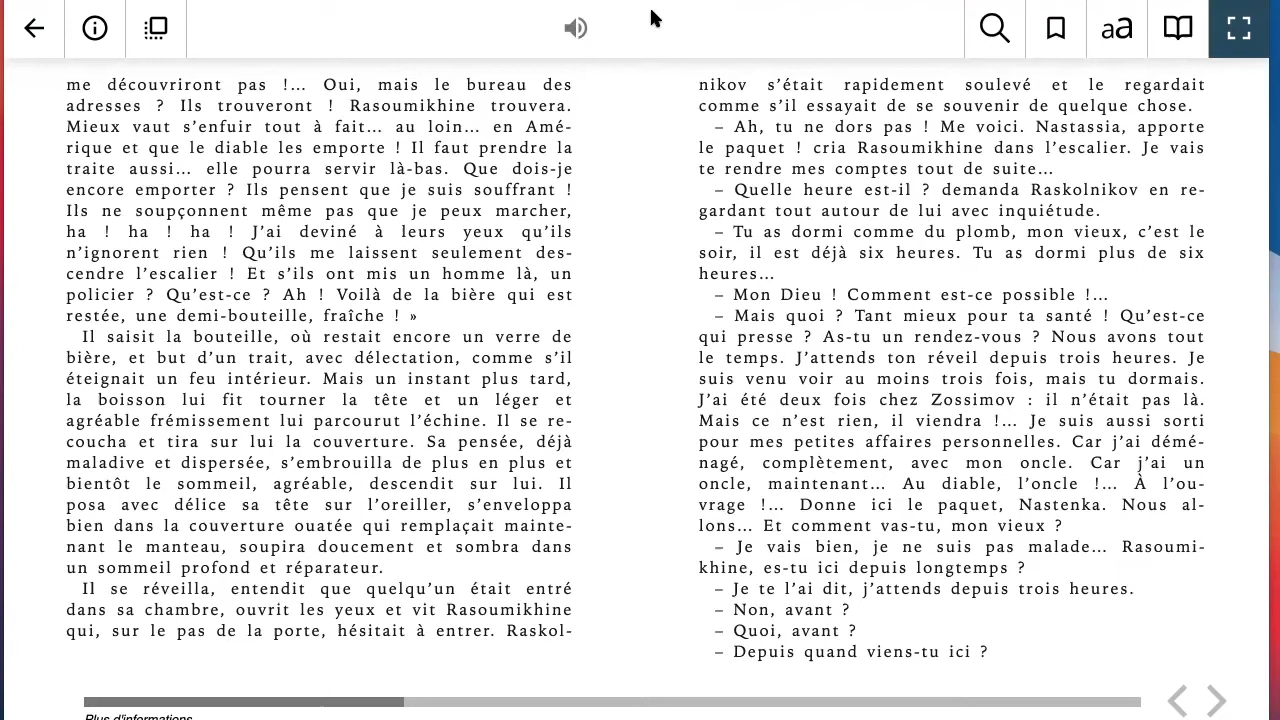 aA
me découvriront pas !… Oui, mais le bureau des
adresses ? Ils trouveront ! Rasoumikhine trouvera.
Mieux vaut s’enfuir tout à fait… au loin… en Amé-
rique et que le diable les emporte ! Il faut prendre la
traite aussi… elle pourra servir là-bas. Que dois-je
encore emporter ? Ils pensent que je suis souffrant !
Ils ne soupçonnent même pas que je peux marcher,
ha ! ha ! ha ! J’ai deviné à leurs yeux qu’ils
n’ignorent rien ! Qu’ils me laissent seulement des-
cendre l’escalier ! Et s’ils ont mis un homme là, un
policier ? Qu’est-ce ? Ah ! Voilà de la bière qui est
restée, une demi-bouteille, fraîche ! »
Il saisit la bouteille, où restait encore un verre de
bière, et but d’un trait, avec délectation, comme s’il
éteignait un feu intérieur. Mais un instant plus tard,
la boisson lui fit tourner la tête et un léger et
agréable frémissement lui parcourut l’échine. Il se re-
coucha et tira sur lui la couverture. Sa pensée, déjà
maladive et dispersée, s’embrouilla de plus en plus et
bientôt le sommeil, agréable, descendit sur lui. Il
posa avec délice sa tête sur l’oreiller, s’enveloppa
bien dans la couverture ouatée qui remplaçait mainte-
nant le manteau, soupira doucement et sombra dans
un sommeil profond et réparateur.
Il se réveilla, entendit que quelqu’un était entré
dans sa chambre, ouvrit les yeux et vit Rasoumikhine
qui, sur le pas de la porte, hésitait à entrer. Raskol-
nikov s’était rapidement soulevé et le regardait
comme s’il essayait de se souvenir de quelque chose.
– Ah, tu ne dors pas ! Me voici. Nastassia, apporte
le paquet ! cria Rasoumikhine dans l’escalier. Je vais
te rendre mes comptes tout de suite…
– Quelle heure est-il ? demanda Raskolnikov en re-
gardant tout autour de lui avec inquiétude.
– Tu as dormi comme du plomb, mon vieux, c’est le
soir, il est déjà six heures. Tu as dormi plus de six
heures…
– Mon Dieu ! Comment est-ce possible !…
– Mais quoi ? Tant mieux pour ta santé ! Qu’est-ce
qui presse ? As-tu un rendez-vous ? Nous avons tout
le temps. J’attends ton réveil depuis trois heures. Je
suis venu voir au moins trois fois, mais tu dormais.
J’ai été deux fois chez Zossimov : il n’était pas là.
Mais ce n’est rien, il viendra !… Je suis aussi sorti
pour mes petites affaires personnelles. Car j’ai démé-
nagé, complètement, avec mon oncle. Car j’ai un
oncle, maintenant… Au diable, l’oncle !… À l’ou-
vrage !… Donne ici le paquet, Nastenka. Nous al-
lons… Et comment vas-tu, mon vieux ?
– Je vais bien, je ne suis pas malade… Rasoumi-
khine, es-tu ici depuis longtemps ?
– Je te l’ai dit, j’attends depuis trois heures.
– Non, avant ?
– Quoi, avant ?
– Depuis quand viens-tu ici ?
Plus d'informations